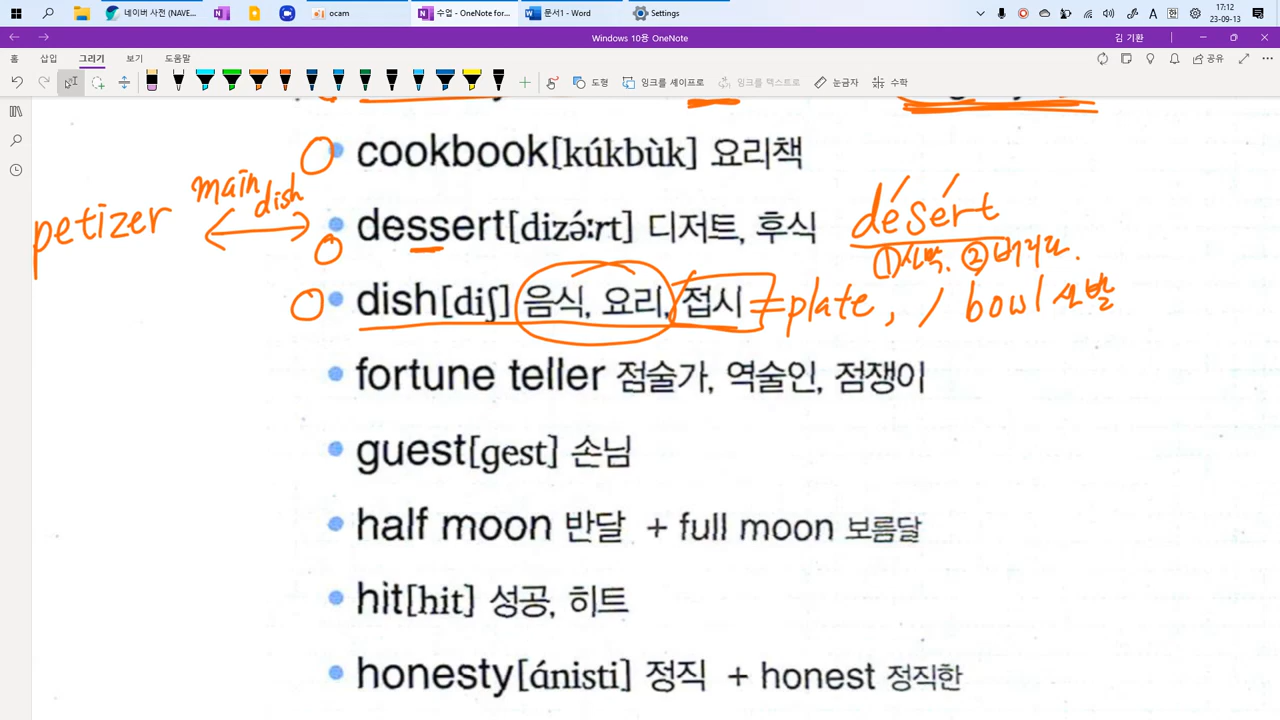 네이버 사전 (NAVE...
ocam
수업 - OneNote for...
문서1 - Word
Settings
A
한
17:12
23-09-13
Windows 10용 OneNote
김 기환
홈 삽입 그리기 보기 도움말
공유
도형
잉크를 셰이프로
잉크를 텍스트로
눈금자
수학
cookbook[kúkbùk] 요리책
main dish
petizer
dessert[dizə́ːrt] 디저트, 후식
desert
①사막. ②버리다.
dish[diʃ] 음식, 요리, 접시 = plate, / bowl 사발
fortune teller 점술가, 역술인, 점쟁이
guest[gest] 손님
half moon 반달 + full moon 보름달
hit[hit] 성공, 히트
honesty[ánisti] 정직 + honest 정직한